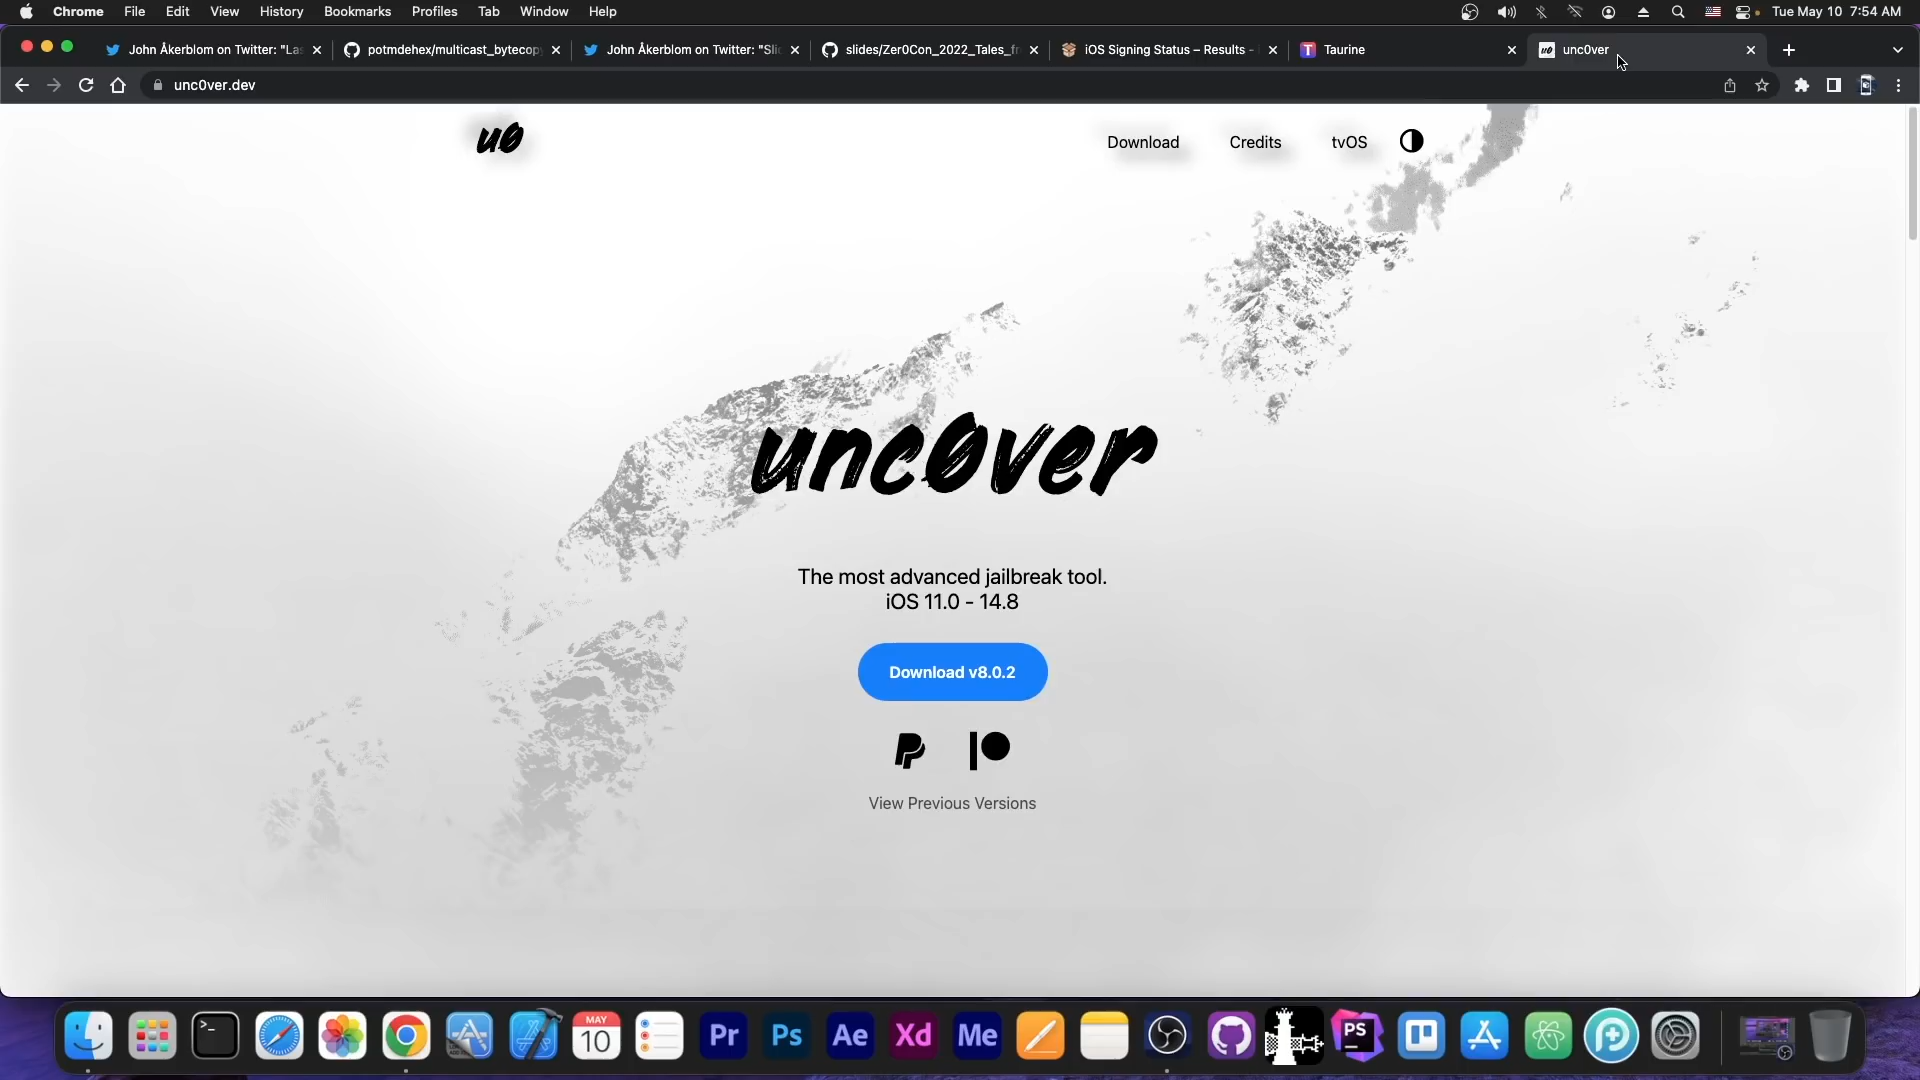 Chrome File Edit View History Bookmarks Profiles Tab Window Help Tue May 10 7:54 AM
John Åkerblom on Twitter: "Las potmdehex/multicast_bytecopy John Åkerblom on Twitter: "Slic slides/Zer0Con_2022_Tales_fr iOS Signing Status – Results - Taurine unc0ver
unc0ver.dev
u0 Download Credits tvOS
unc0ver
The most advanced jailbreak tool.
iOS 11.0 - 14.8
Download v8.0.2
View Previous Versions
MAY
10
Pr Ps Ae Xd Me PS